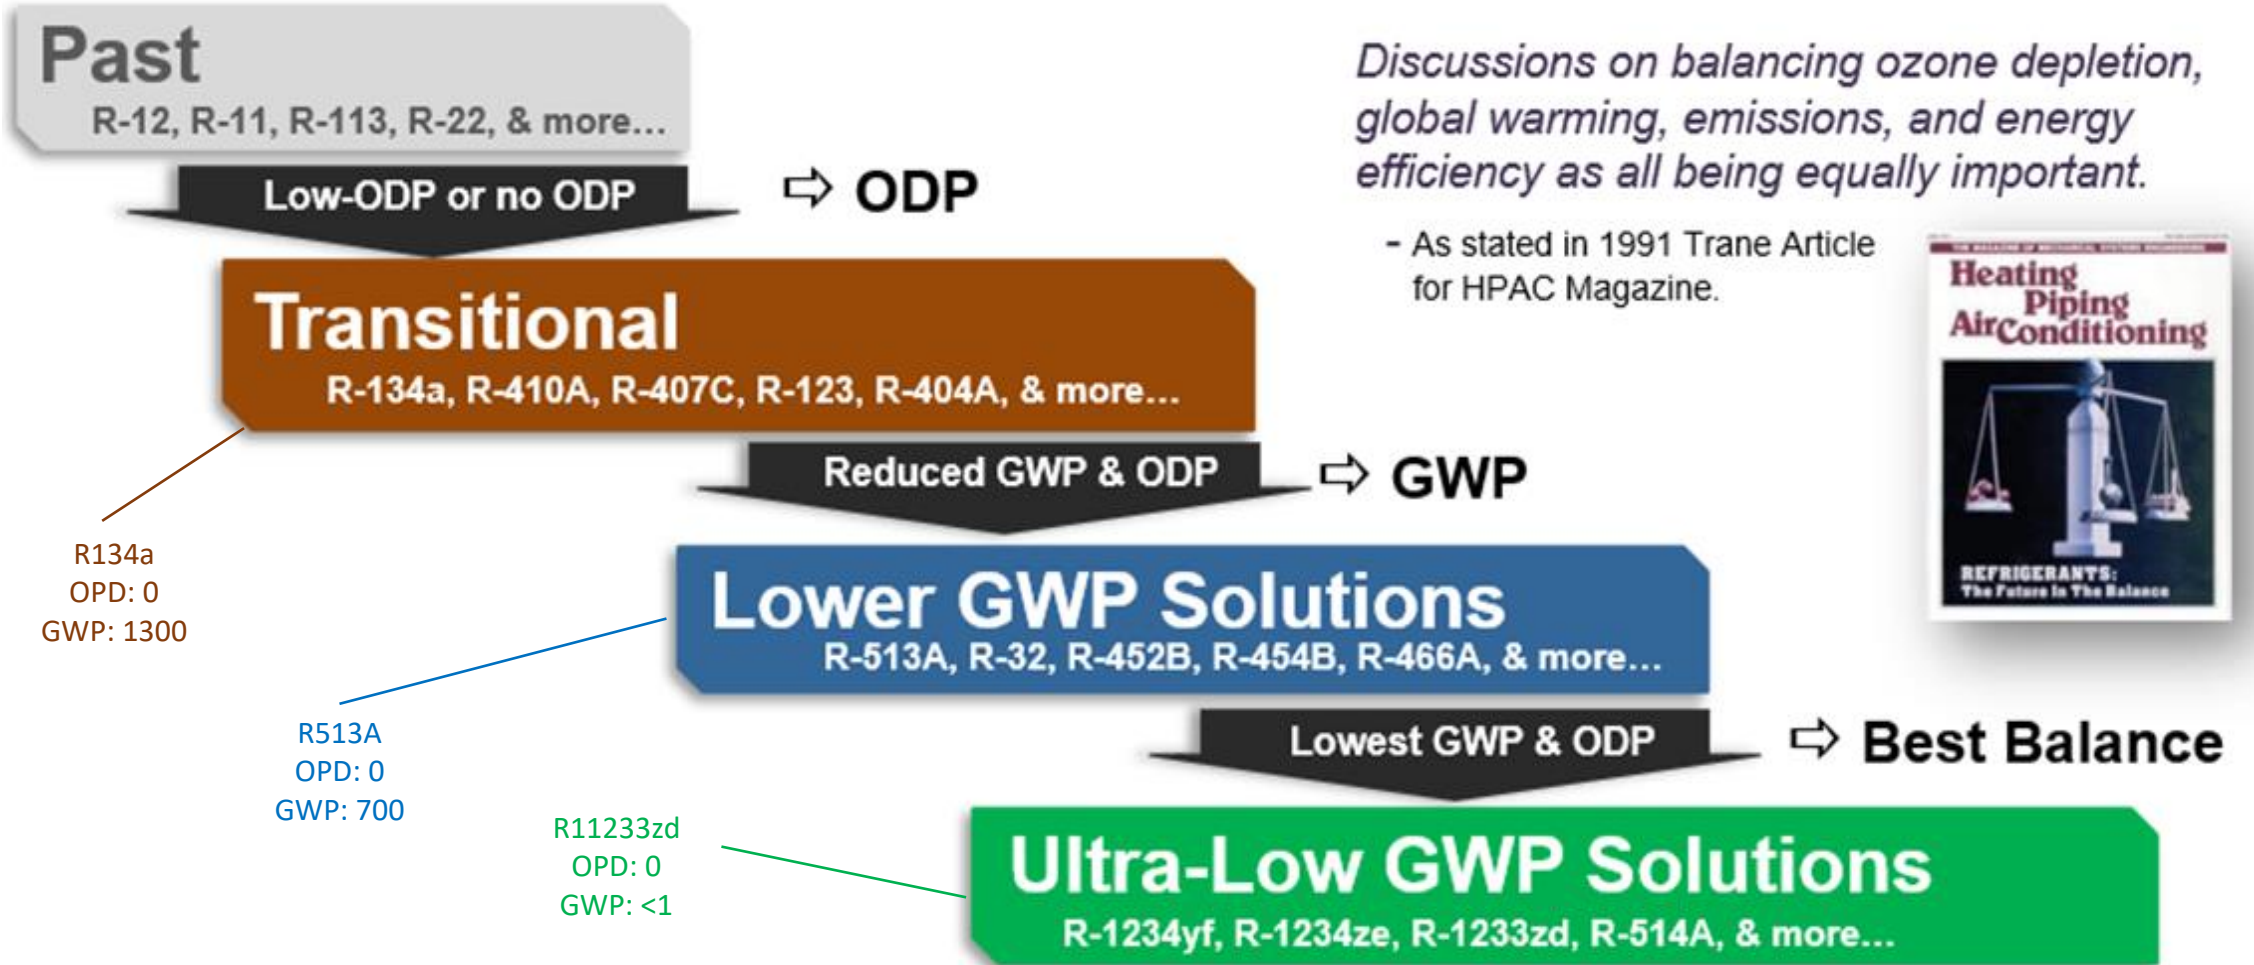 Past
R-12, R-11, R-113, R-22, & more...
Low-ODP or no ODP
⇨ ODP
Discussions on balancing ozone depletion,
global warming, emissions, and energy
efficiency as all being equally important.
- As stated in 1991 Trane Article
for HPAC Magazine.
Heating
Piping
AirConditioning
REFRIGERANTS:
The Future In The Balance
Transitional
R-134a, R-410A, R-407C, R-123, R-404A, & more...
Reduced GWP & ODP
⇨ GWP
R134a
OPD: 0
GWP: 1300
Lower GWP Solutions
R-513A, R-32, R-452B, R-454B, R-466A, & more...
R513A
OPD: 0
GWP: 700
Lowest GWP & ODP
⇨ Best Balance
R11233zd
OPD: 0
GWP: <1
Ultra-Low GWP Solutions
R-1234yf, R-1234ze, R-1233zd, R-514A, & more...